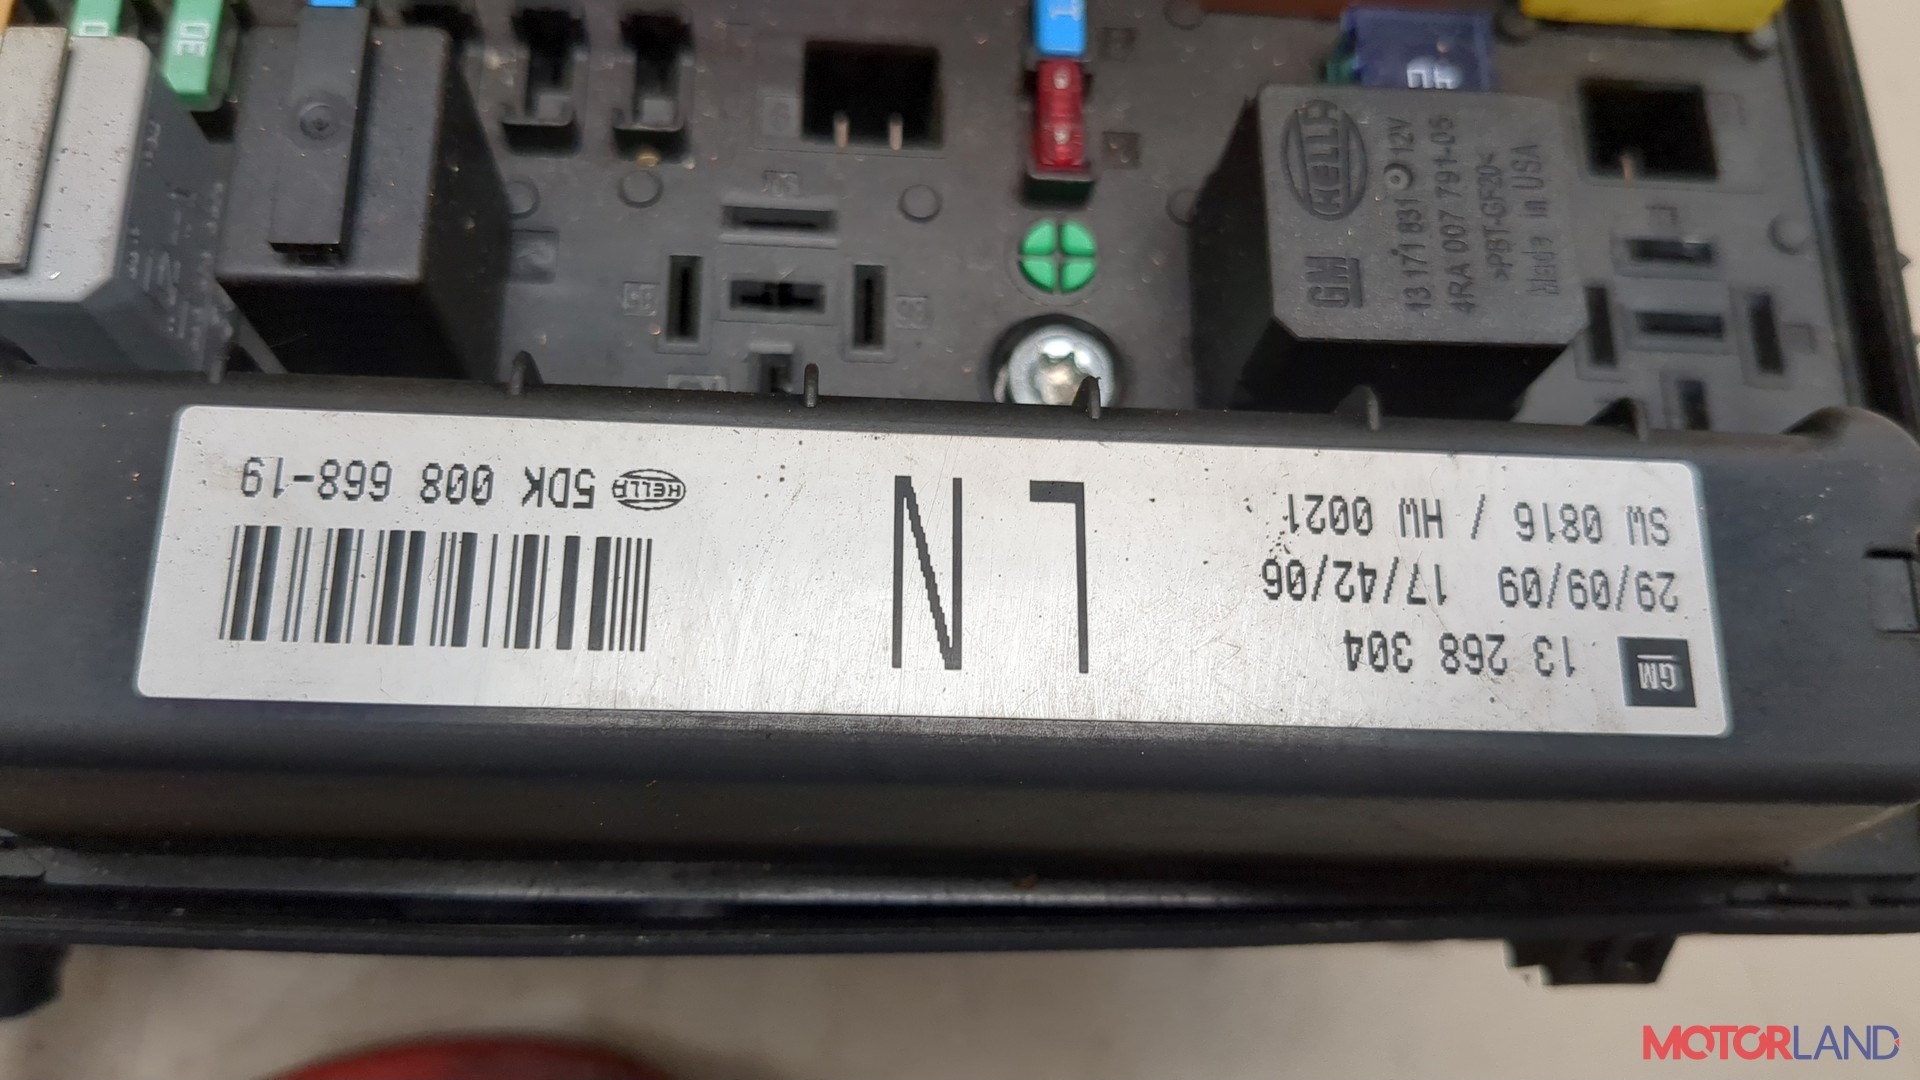 GM 13 268 304
29/09/09 17/42/06
SW 0816 / HW 0021
LN
HELLA 5DK 008 668-19
HELLA
GM
13 171 831 12V
4RA 007 791-05
>PBT-GF30<
Made in USA
MOTORLAND